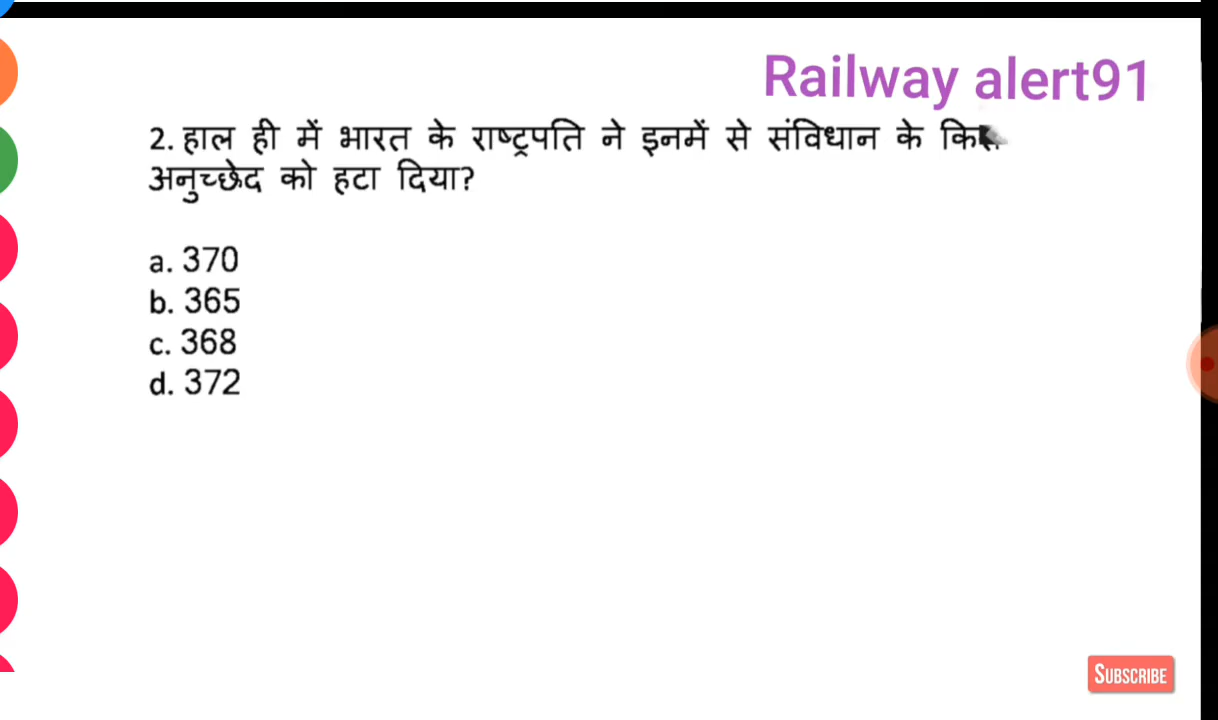 Railway alert91
2. हाल ही में भारत के राष्ट्रपति ने इनमें से संविधान के किस
अनुच्छेद को हटा दिया?
a. 370
b. 365
c. 368
d. 372
SUBSCRIBE